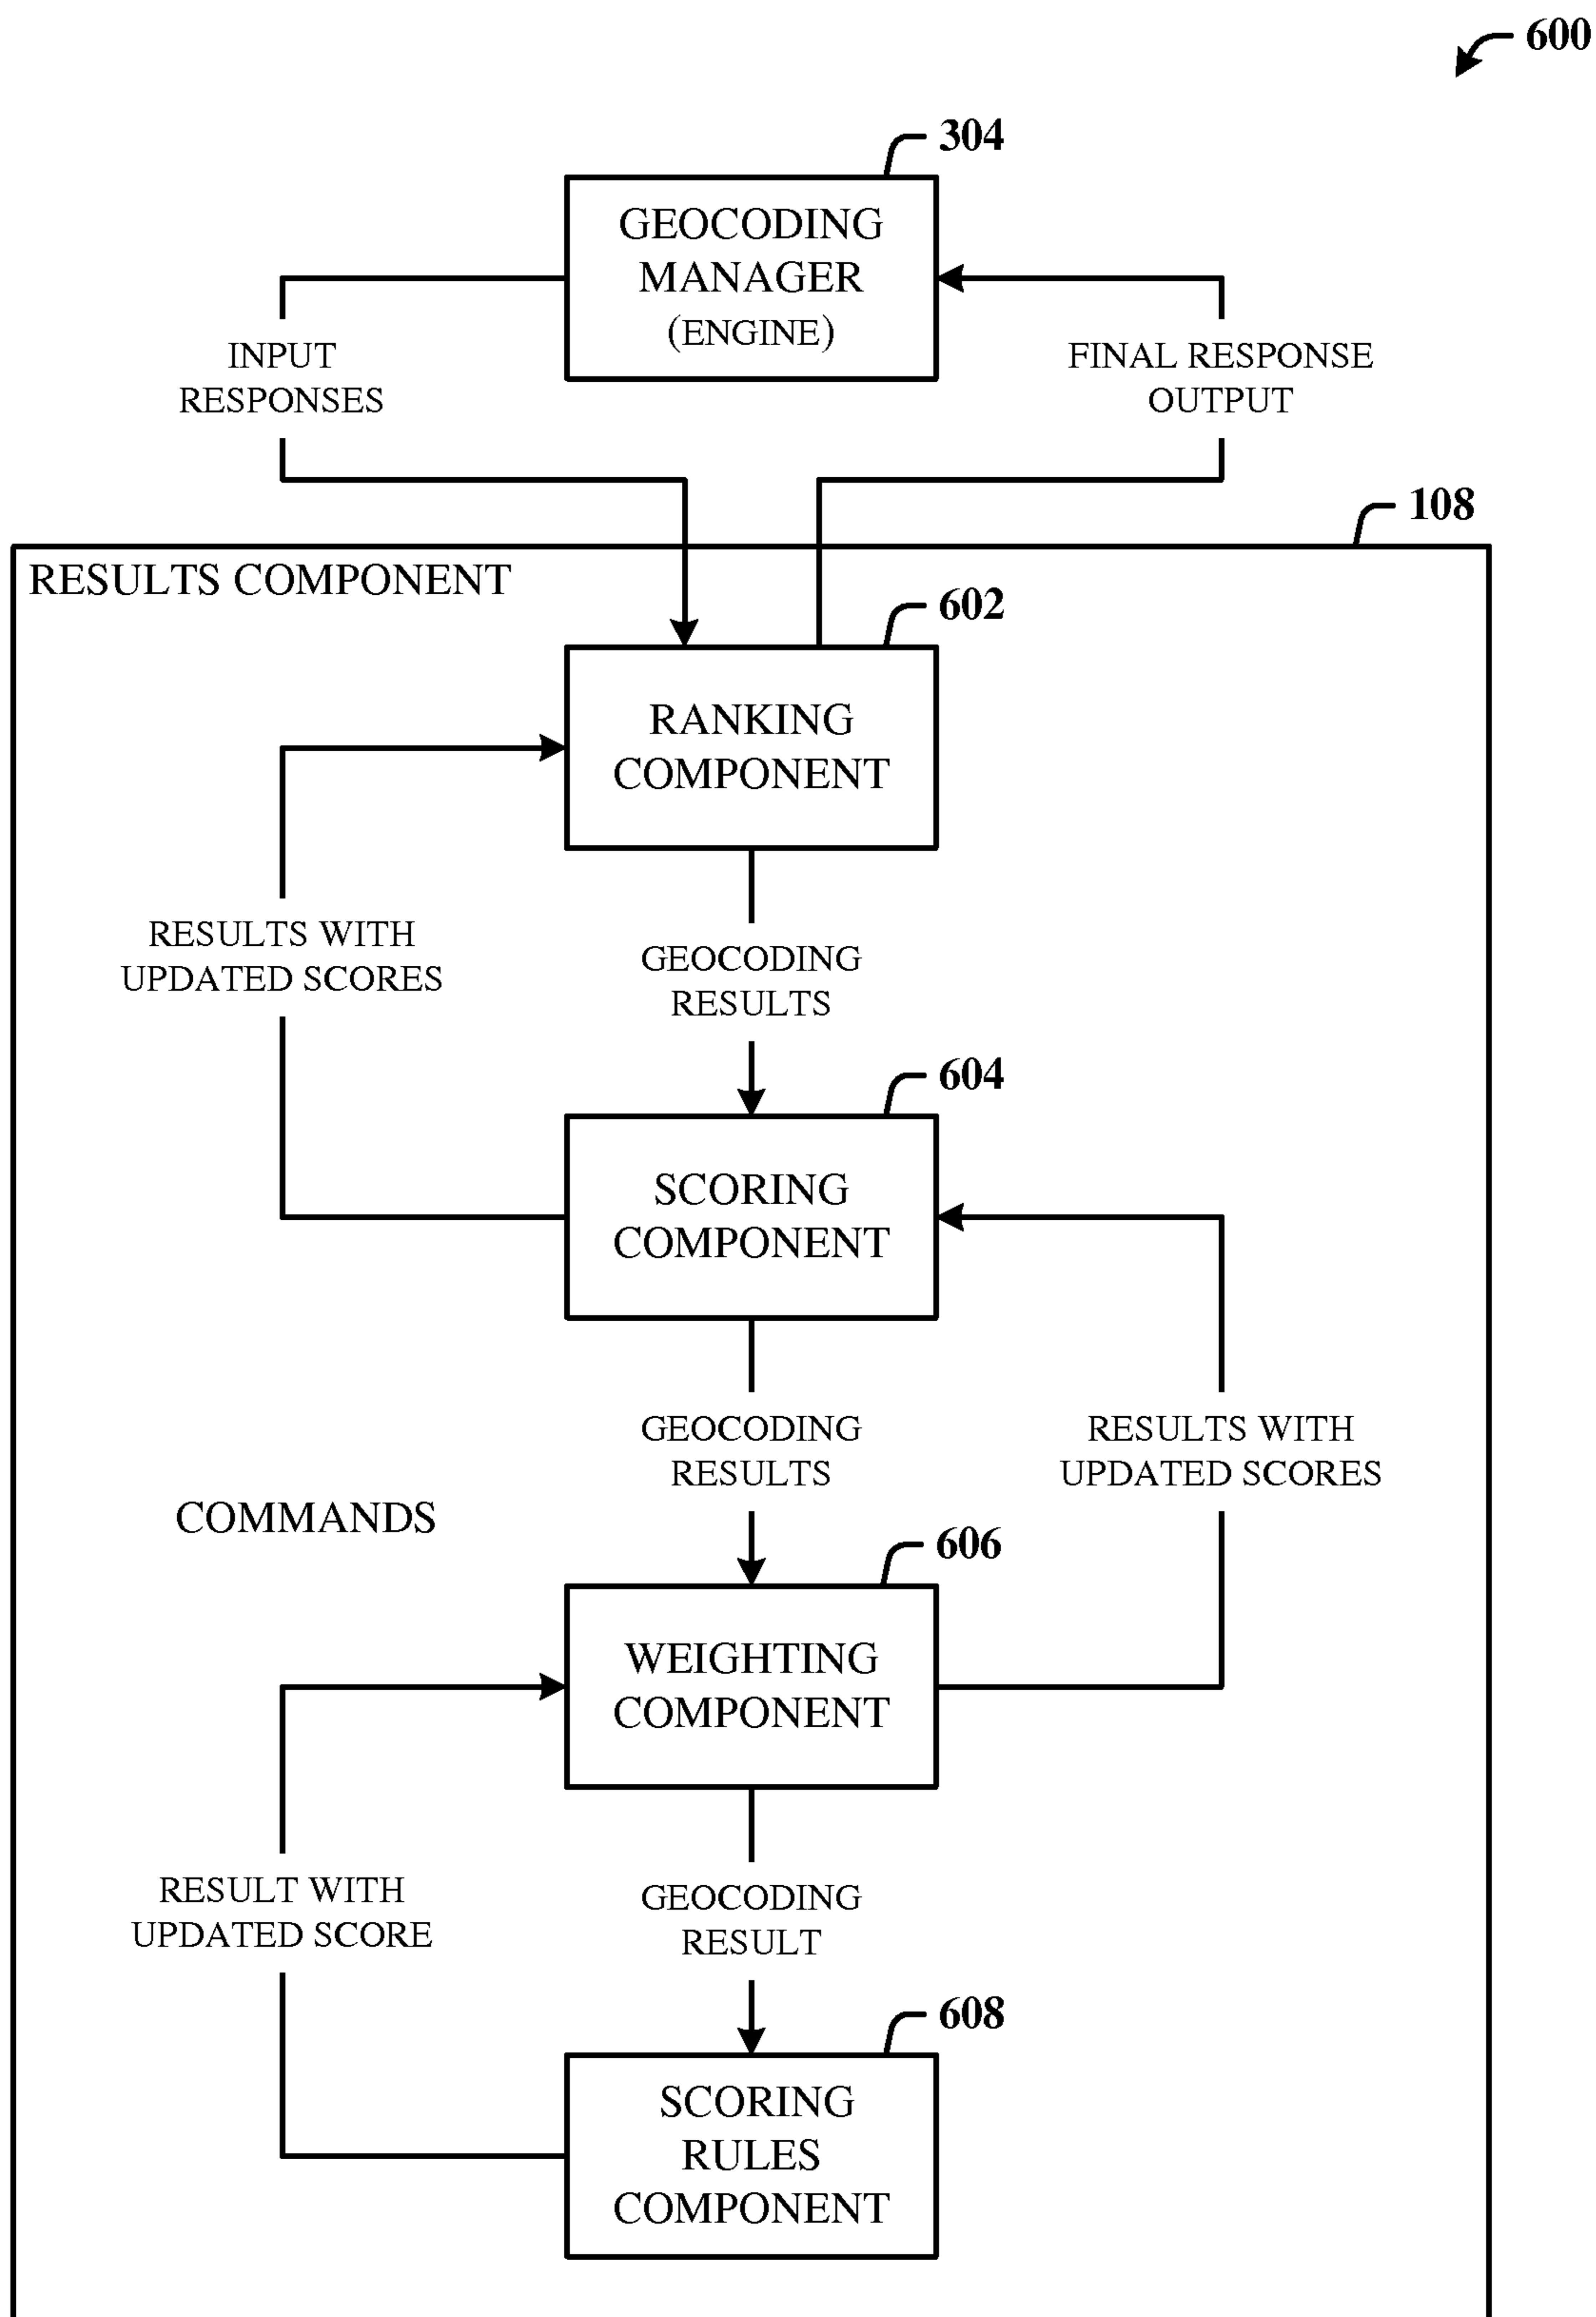 600
304
GEOCODING
MANAGER
(ENGINE)
INPUT
RESPONSES
FINAL RESPONSE
OUTPUT
108
RESULTS COMPONENT
602
RANKING
COMPONENT
RESULTS WITH
UPDATED SCORES
GEOCODING
RESULTS
604
SCORING
COMPONENT
GEOCODING
RESULTS
RESULTS WITH
UPDATED SCORES
COMMANDS
606
WEIGHTING
COMPONENT
RESULT WITH
UPDATED SCORE
GEOCODING
RESULT
608
SCORING
RULES
COMPONENT